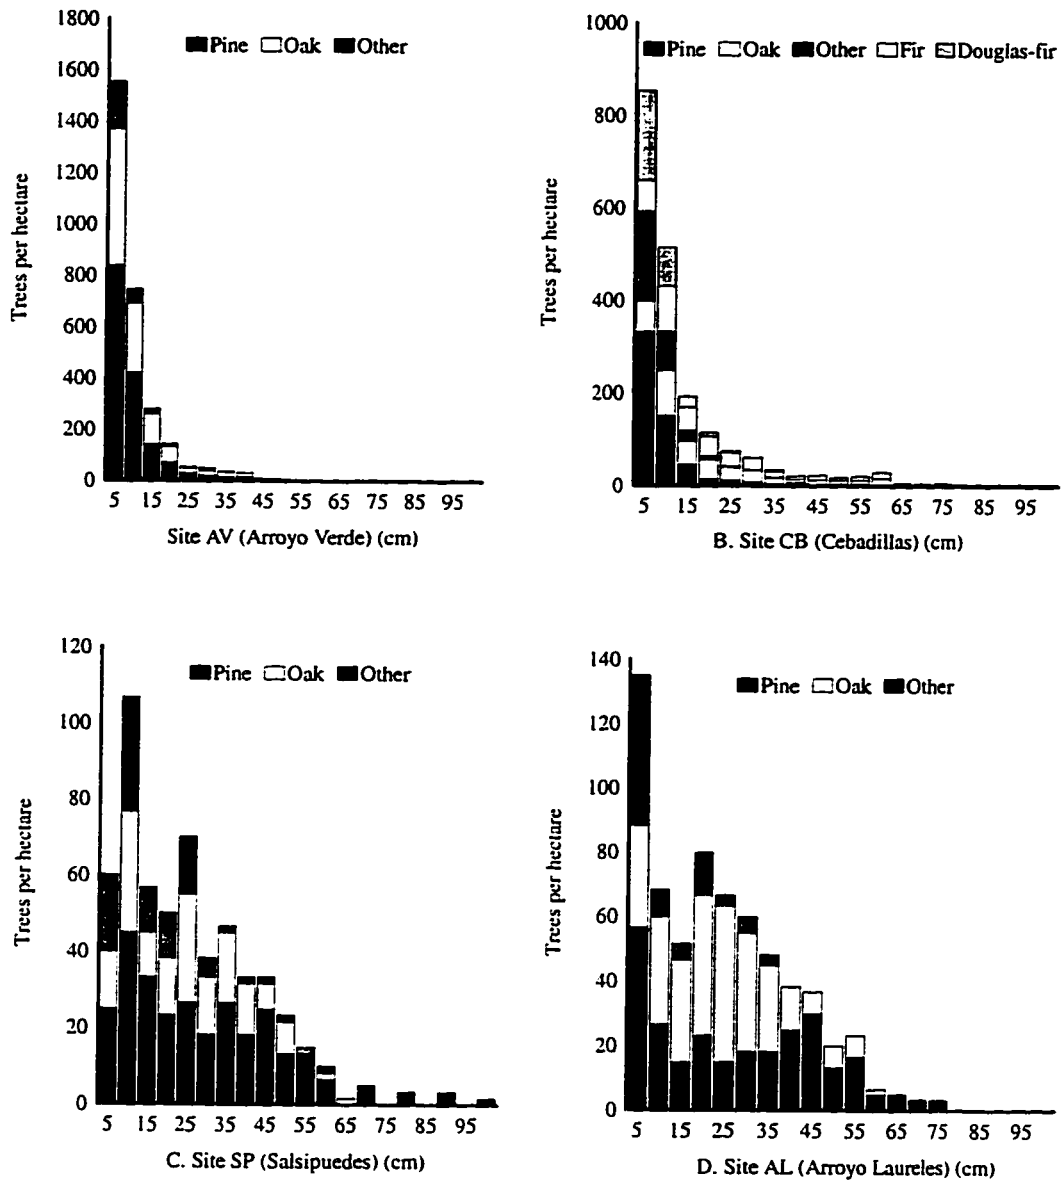 1800
1600
1400
1200
1000
800
600
400
200
0
Trees per hectare
Pine Oak Other
5 15 25 35 45 55 65 75 85 95
Site AV (Arroyo Verde) (cm)
1000
800
600
400
200
0
Trees per hectare
Pine Oak Other Fir Douglas-fir
5 15 25 35 45 55 65 75 85 95
B. Site CB (Cebadillas) (cm)
120
100
80
60
40
20
0
Trees per hectare
Pine Oak Other
5 15 25 35 45 55 65 75 85 95
C. Site SP (Salsipuedes) (cm)
140
120
100
80
60
40
20
0
Trees per hectare
Pine Oak Other
5 15 25 35 45 55 65 75 85 95
D. Site AL (Arroyo Laureles) (cm)